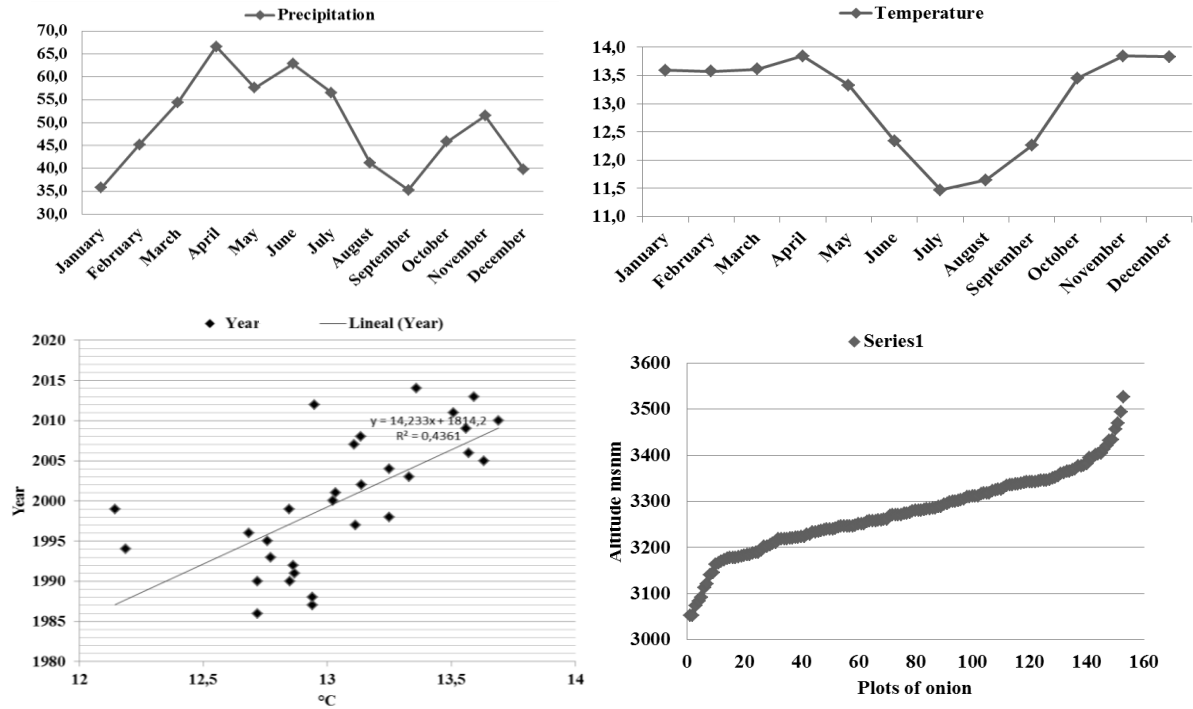 Precipitation
70,0
65,0
60,0
55,0
50,0
45,0
40,0
35,0
30,0
January
February
March
April
May
June
July
August
September
October
November
December
Temperature
14,0
13,5
13,0
12,5
12,0
11,5
11,0
January
February
March
April
May
June
July
August
September
October
November
December
Year Lineal (Year)
2020
2015
2010
2005
2000
1995
1990
1985
1980
Year
y = 14,233x + 1814,2
R² = 0,4361
12 12,5 13 13,5 14
°C
Series1
3600
3500
3400
3300
3200
3100
3000
Altitude msnm
0 20 40 60 80 100 120 140 160
Plots of onion